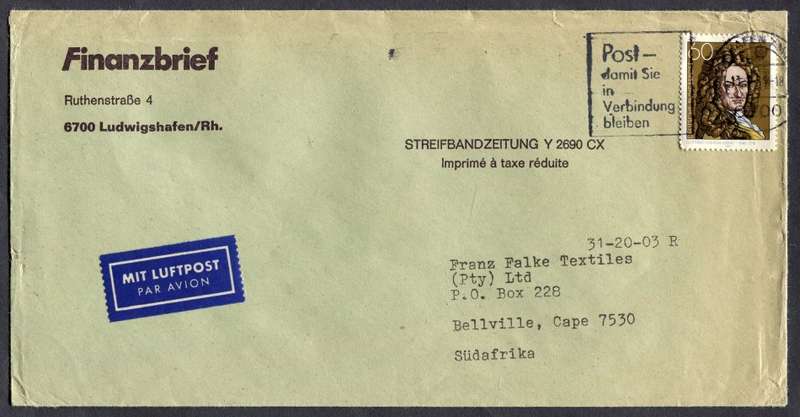 Finanzbrief
Ruthenstraße 4
6700 Ludwigshafen/Rh.
Post-
damit Sie
in
Verbindung
bleiben
60
STREIFBANDZEITUNG Y 2690 CX
Imprimé à taxe réduite
MIT LUFTPOST
PAR AVION
31-20-03 R
Franz Falke Textiles
(Pty) Ltd
P.O. Box 228
Bellville, Cape 7530
Südafrika